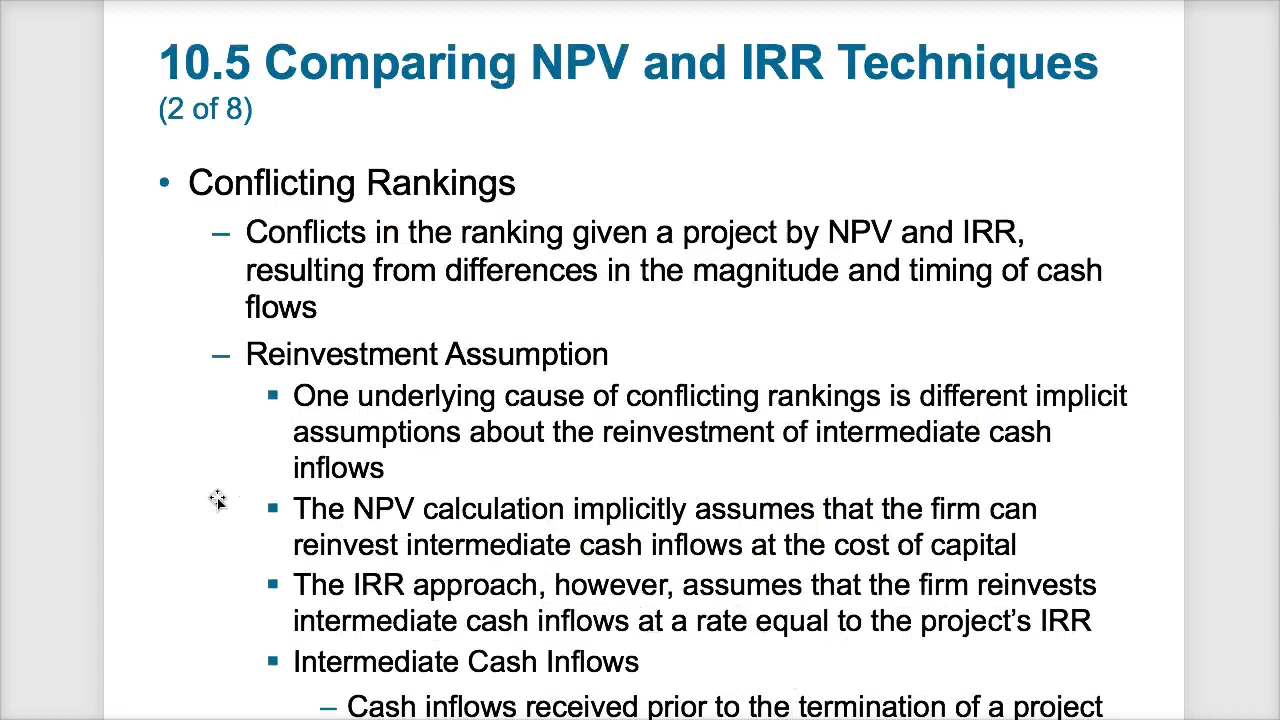 10.5 Comparing NPV and IRR Techniques
(2 of 8)
• Conflicting Rankings
– Conflicts in the ranking given a project by NPV and IRR,
resulting from differences in the magnitude and timing of cash
flows
– Reinvestment Assumption
▪ One underlying cause of conflicting rankings is different implicit
assumptions about the reinvestment of intermediate cash
inflows
▪ The NPV calculation implicitly assumes that the firm can
reinvest intermediate cash inflows at the cost of capital
▪ The IRR approach, however, assumes that the firm reinvests
intermediate cash inflows at a rate equal to the project’s IRR
▪ Intermediate Cash Inflows
– Cash inflows received prior to the termination of a project